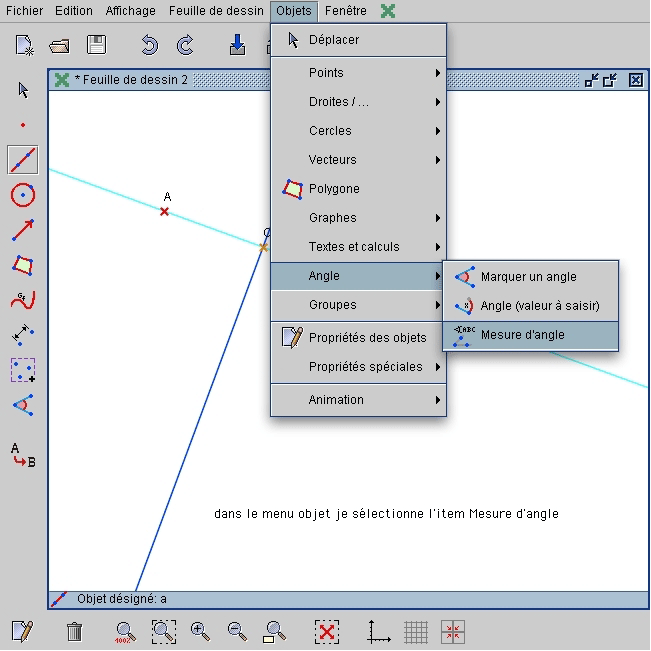 Fichier Edition Affichage Feuille de dessin Objets Fenêtre
* Feuille de dessin 2
Déplacer
Points
Droites / ...
Cercles
Vecteurs
Polygone
Graphes
Textes et calculs
Angle
Groupes
Propriétés des objets
Propriétés spéciales
Animation
Marquer un angle
Angle (valeur à saisir)
Mesure d'angle
A
dans le menu objet je sélectionne l'item Mesure d'angle
A
B
Objet désigné: a
100%